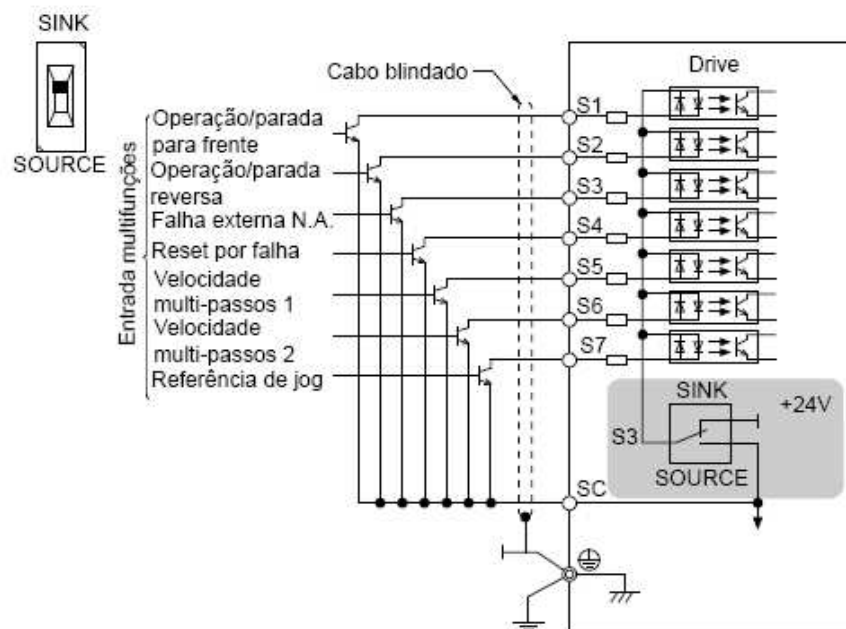 SINK
SOURCE
Cabo blindado
Drive
Entrada multifunções
Operação/parada
para frente
Operação/parada
reversa
Falha externa N.A.
Reset por falha
Velocidade
multi-passos 1
Velocidade
multi-passos 2
Referência de jog
S1
S2
S3
S4
S5
S6
S7
SINK
+24V
S3
SOURCE
SC